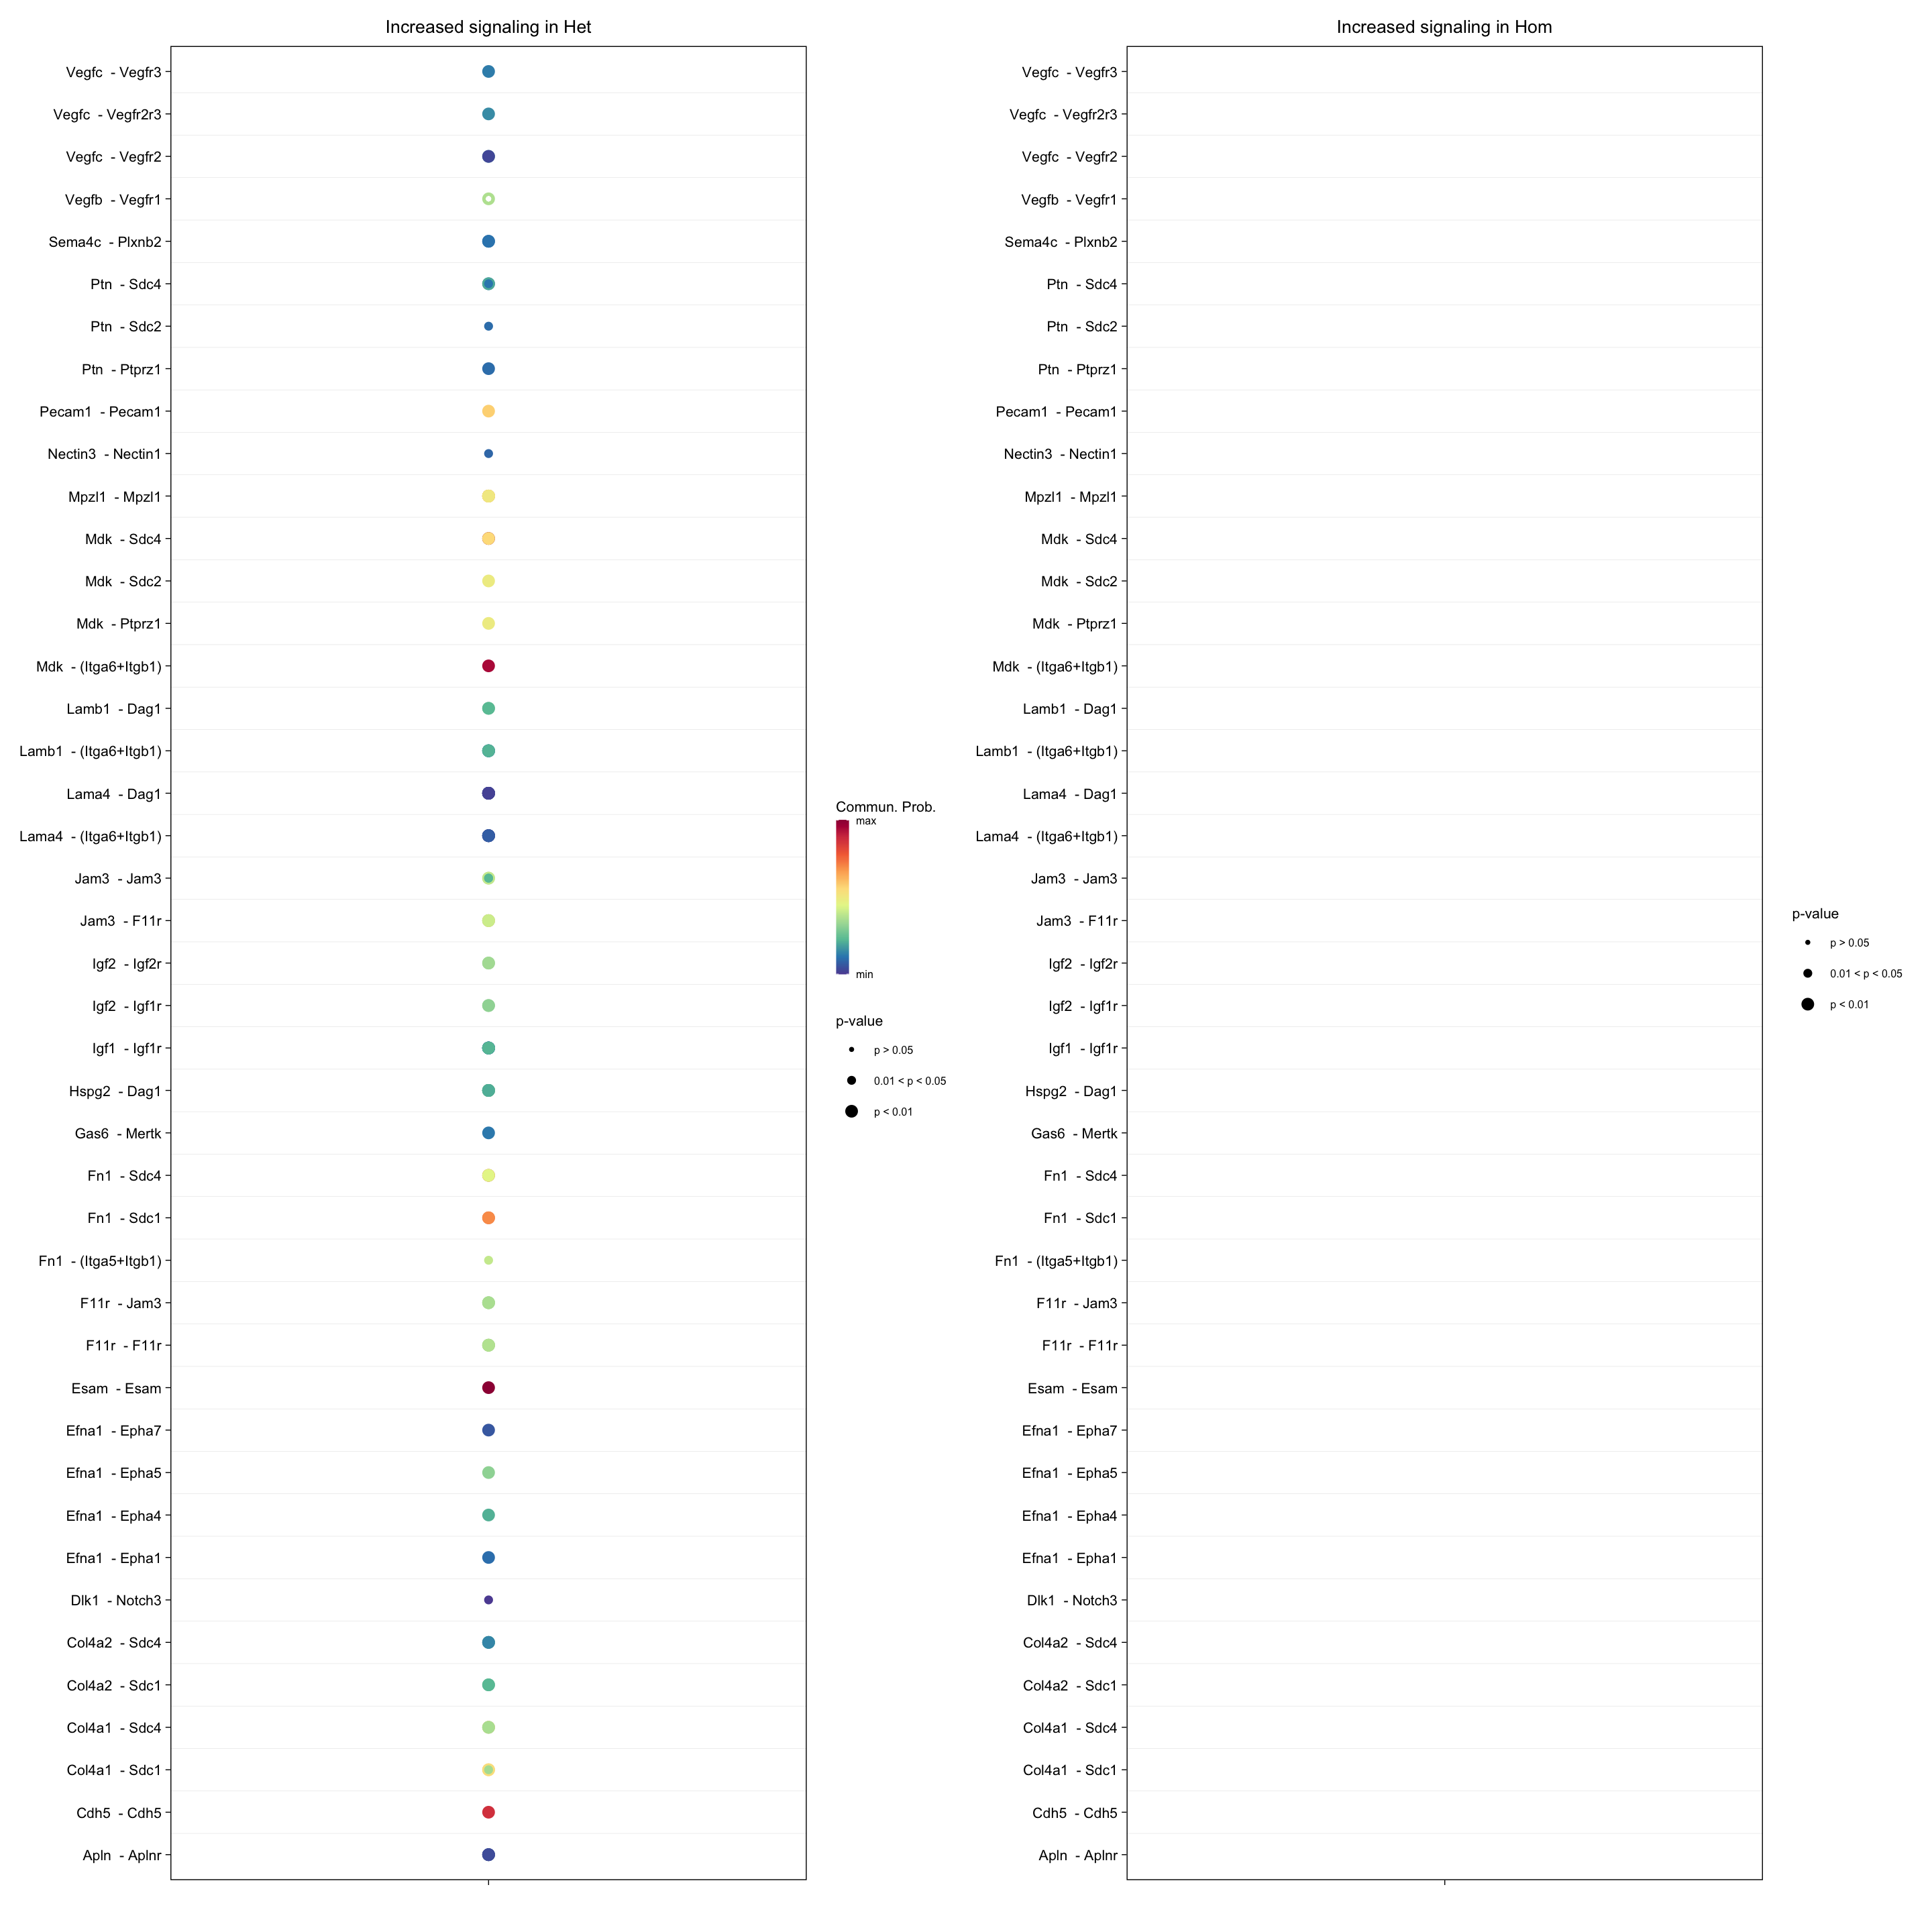 Increased signaling in Het
Vegfc - Vegfr3
Vegfc - Vegfr2r3
Vegfc - Vegfr2
Vegfb - Vegfr1
Sema4c - Plxnb2
Ptn - Sdc4
Ptn - Sdc2
Ptn - Ptprz1
Pecam1 - Pecam1
Nectin3 - Nectin1
Mpzl1 - Mpzl1
Mdk - Sdc4
Mdk - Sdc2
Mdk - Ptprz1
Mdk - (Itga6+Itgb1)
Lamb1 - Dag1
Lamb1 - (Itga6+Itgb1)
Lama4 - Dag1
Lama4 - (Itga6+Itgb1)
Jam3 - Jam3
Jam3 - F11r
Igf2 - Igf2r
Igf2 - Igf1r
Igf1 - Igf1r
Hspg2 - Dag1
Gas6 - Mertk
Fn1 - Sdc4
Fn1 - Sdc1
Fn1 - (Itga5+Itgb1)
F11r - Jam3
F11r - F11r
Esam - Esam
Efna1 - Epha7
Efna1 - Epha5
Efna1 - Epha4
Efna1 - Epha1
Dlk1 - Notch3
Col4a2 - Sdc4
Col4a2 - Sdc1
Col4a1 - Sdc4
Col4a1 - Sdc1
Cdh5 - Cdh5
Apln - Aplnr
Commun. Prob.
max
min
p-value
p > 0.05
0.01 < p < 0.05
p < 0.01
Increased signaling in Hom
Vegfc - Vegfr3
Vegfc - Vegfr2r3
Vegfc - Vegfr2
Vegfb - Vegfr1
Sema4c - Plxnb2
Ptn - Sdc4
Ptn - Sdc2
Ptn - Ptprz1
Pecam1 - Pecam1
Nectin3 - Nectin1
Mpzl1 - Mpzl1
Mdk - Sdc4
Mdk - Sdc2
Mdk - Ptprz1
Mdk - (Itga6+Itgb1)
Lamb1 - Dag1
Lamb1 - (Itga6+Itgb1)
Lama4 - Dag1
Lama4 - (Itga6+Itgb1)
Jam3 - Jam3
Jam3 - F11r
Igf2 - Igf2r
Igf2 - Igf1r
Igf1 - Igf1r
Hspg2 - Dag1
Gas6 - Mertk
Fn1 - Sdc4
Fn1 - Sdc1
Fn1 - (Itga5+Itgb1)
F11r - Jam3
F11r - F11r
Esam - Esam
Efna1 - Epha7
Efna1 - Epha5
Efna1 - Epha4
Efna1 - Epha1
Dlk1 - Notch3
Col4a2 - Sdc4
Col4a2 - Sdc1
Col4a1 - Sdc4
Col4a1 - Sdc1
Cdh5 - Cdh5
Apln - Aplnr
p-value
p > 0.05
0.01 < p < 0.05
p < 0.01